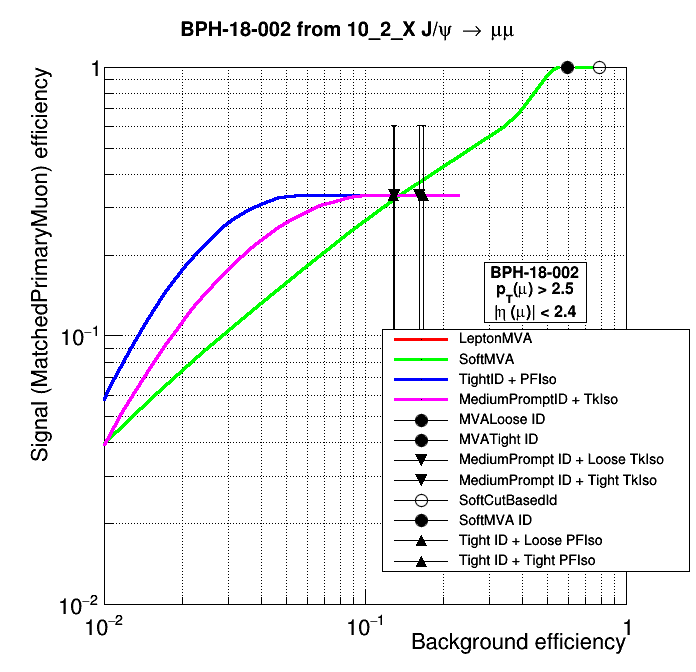 BPH-18-002 from 10_2_X J/ψ → μμ
Signal (MatchedPrimaryMuon) efficiency
1
10⁻¹
10⁻²
BPH-18-002
p_T(μ) > 2.5
|η (μ)| < 2.4
LeptonMVA
SoftMVA
TightID + PFIso
MediumPromptID + TkIso
MVALoose ID
MVATight ID
MediumPrompt ID + Loose TkIso
MediumPrompt ID + Tight TkIso
SoftCutBasedId
SoftMVA ID
Tight ID + Loose PFIso
Tight ID + Tight PFIso
10⁻² 10⁻¹ 1
Background efficiency